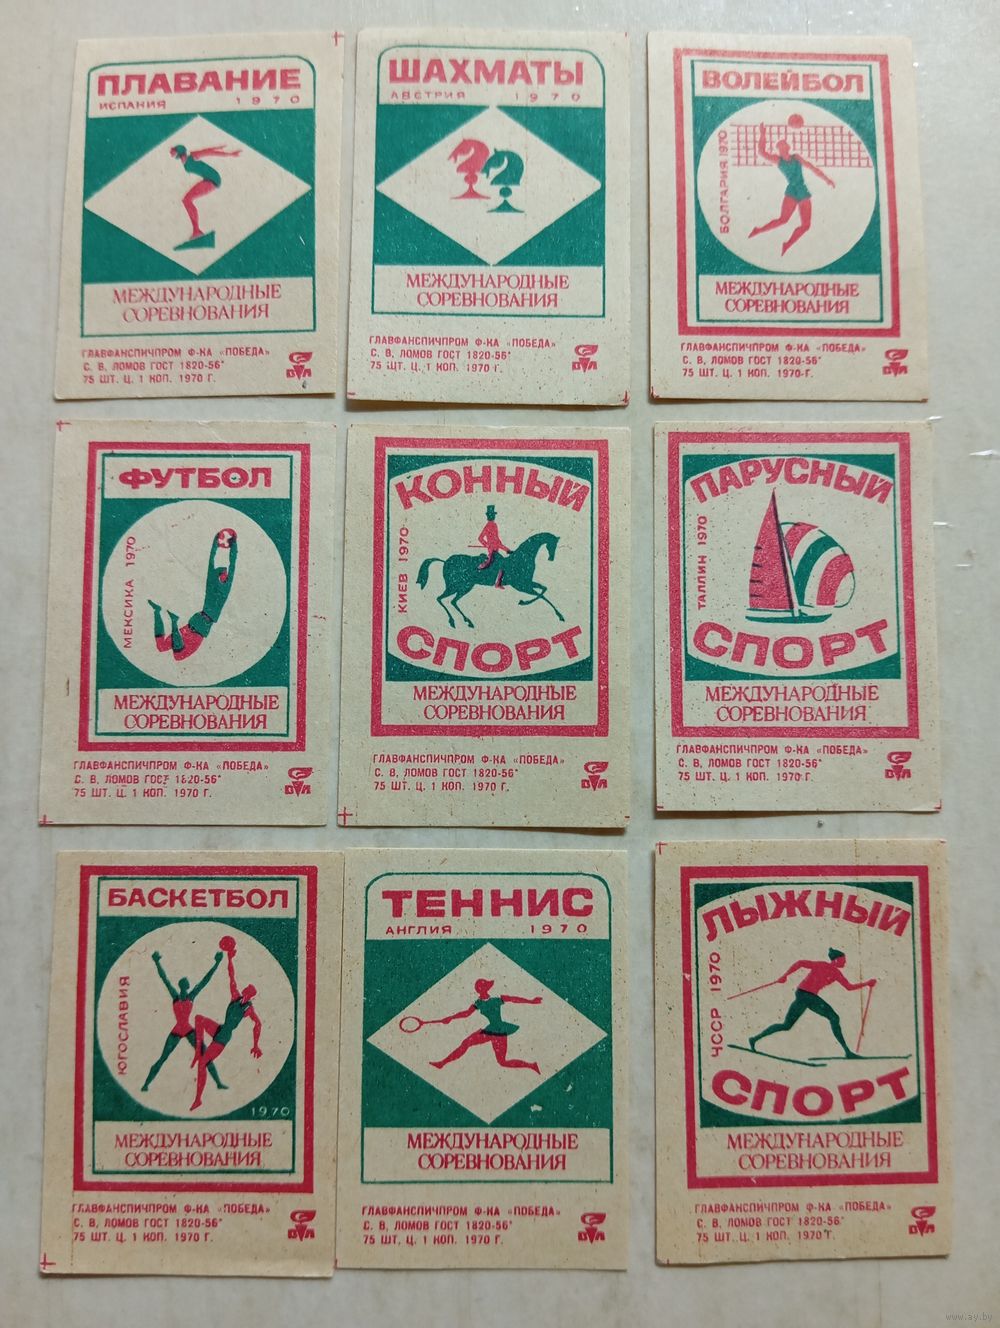 ПЛАВАНИЕ
ИСПАНИЯ 1970
МЕЖДУНАРОДНЫЕ
СОРЕВНОВАНИЯ
ГЛАВФАНСПИЧПРОМ Ф-КА «ПОБЕДА»
С. В. ЛОМОВ ГОСТ 1820-56*
75 ШТ. Ц. 1 КОП. 1970 Г.
ШАХМАТЫ
АВСТРИЯ 1970
МЕЖДУНАРОДНЫЕ
СОРЕВНОВАНИЯ
ГЛАВФАНСПИЧПРОМ Ф-КА «ПОБЕДА»
С. В. ЛОМОВ ГОСТ 1820-56*
75 ШТ. Ц. 1 КОП. 1970 Г.
ВОЛЕЙБОЛ
БОЛГАРИЯ 1970
МЕЖДУНАРОДНЫЕ
СОРЕВНОВАНИЯ
ГЛАВФАНСПИЧПРОМ Ф-КА «ПОБЕДА»
С. В. ЛОМОВ ГОСТ 1820-56*
75 ШТ. Ц. 1 КОП. 1970 Г.
ФУТБОЛ
МЕКСИКА 1970
МЕЖДУНАРОДНЫЕ
СОРЕВНОВАНИЯ
ГЛАВФАНСПИЧПРОМ Ф-КА «ПОБЕДА»
С. В. ЛОМОВ ГОСТ 1820-56*
75 ШТ. Ц. 1 КОП. 1970 Г.
КОННЫЙ
КИЕВ 1970
СПОРТ
МЕЖДУНАРОДНЫЕ
СОРЕВНОВАНИЯ
ГЛАВФАНСПИЧПРОМ Ф-КА «ПОБЕДА»
С. В. ЛОМОВ ГОСТ 1820-56*
75 ШТ. Ц. 1 КОП. 1970 Г.
ПАРУСНЫЙ
ТАЛЛИН 1970
СПОРТ
МЕЖДУНАРОДНЫЕ
СОРЕВНОВАНИЯ
ГЛАВФАНСПИЧПРОМ Ф-КА «ПОБЕДА»
С. В. ЛОМОВ ГОСТ 1820-56*
75 ШТ. Ц. 1 КОП. 1970 Г.
БАСКЕТБОЛ
ЮГОСЛАВИЯ
1970
МЕЖДУНАРОДНЫЕ
СОРЕВНОВАНИЯ
ГЛАВФАНСПИЧПРОМ Ф-КА «ПОБЕДА»
С. В. ЛОМОВ ГОСТ 1820-56*
75 ШТ. Ц. 1 КОП. 1970 Г.
ТЕННИС
АНГЛИЯ 1970
МЕЖДУНАРОДНЫЕ
СОРЕВНОВАНИЯ
ГЛАВФАНСПИЧПРОМ Ф-КА «ПОБЕДА»
С. В. ЛОМОВ ГОСТ 1820-56*
75 ШТ. Ц. 1 КОП. 1970 Г.
ЛЫЖНЫЙ
ЧССР 1970
СПОРТ
МЕЖДУНАРОДНЫЕ
СОРЕВНОВАНИЯ
ГЛАВФАНСПИЧПРОМ Ф-КА «ПОБЕДА»
С. В. ЛОМОВ ГОСТ 1820-56*
75 ШТ. Ц. 1 КОП. 1970 Г.
www.ay.by